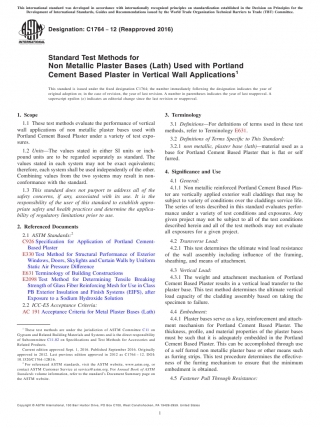 This international standard was developed in accordance with internationally recognized principles on standardization established in the Decision on Principles for the
Development of International Standards, Guides and Recommendations issued by the World Trade Organization Technical Barriers to Trade (TBT) Committee.
Designation: C1764 − 12 (Reapproved 2016)
Standard Test Methods for
Non Metallic Plaster Bases (Lath) Used with Portland
Cement Based Plaster in Vertical Wall Applications1
This standard is issued under the fixed designation C1764; the number immediately following the designation indicates the year of
original adoption or, in the case of revision, the year of last revision. A number in parentheses indicates the year of last reapproval. A
superscript epsilon (ε) indicates an editorial change since the last revision or reapproval.
1. Scope
1.1 These test methods evaluate the performance of vertical
wall applications of non metallic plaster bases used with
Portland Cement Based Plaster under a variety of test expo-
sures.
1.2 Units—The values stated in either SI units or inch-
pound units are to be regarded separately as standard. The
values stated in each system may not be exact equivalents;
therefore, each system shall be used independently of the other.
Combining values from the two systems may result in non-
conformance with the standard.
1.3 This standard does not purport to address all of the
safety concerns, if any, associated with its use. It is the
responsibility of the user of this standard to establish appro-
priate safety and health practices and determine the applica-
bility of regulatory limitations prior to use.
2. Referenced Documents
2.1 ASTM Standards:2
C926 Specification for Application of Portland Cement-
Based Plaster
E330 Test Method for Structural Performance of Exterior
Windows, Doors, Skylights and Curtain Walls by Uniform
Static Air Pressure Difference
E631 Terminology of Building Constructions
E2098 Test Method for Determining Tensile Breaking
Strength of Glass Fiber Reinforcing Mesh for Use in Class
PB Exterior Insulation and Finish Systems (EIFS), after
Exposure to a Sodium Hydroxide Solution
2.2 ICC-ES Acceptance Criteria:
AC 191 Acceptance Criteria for Metal Plaster Bases (Lath)
1 These test methods are under the jurisdiction of ASTM Committee C11 on
Gypsum and Related Building Materials and Systems and is the direct responsibility
of Subcommittee C11.02 on Specifications and Test Methods for Accessories and
Related Products.
Current edition approved Sept. 1, 2016. Published September 2016. Originally
approved in 2012. Last previous edition approved in 2012 as C1764 – 12. DOI:
10.1520/C1764-12R16.
2 For referenced ASTM standards, visit the ASTM website, www.astm.org, or
contact ASTM Customer Service at service@astm.org. For Annual Book of ASTM
Standards volume information, refer to the standard's Document Summary page on
the ASTM website.
3. Terminology
3.1 Definitions—For definitions of terms used in these test
methods, refer to Terminology E631.
3.2 Definitions of Terms Specific to This Standard:
3.2.1 non metallic, plaster base (lath)—material used as a
base for Portland Cement Based Plaster that is flat or self
furred.
4. Significance and Use
4.1 General:
4.1.1 Non metallic reinforced Portland Cement Based Plas-
ter are vertically applied exterior wall claddings that may be
subject to variety of conditions over the claddings service life.
The series of tests described in this standard evaluates perfor-
mance under a variety of test conditions and exposures. Any
given project may not be subject to all of the test conditions
described herein and all of the test methods may not evaluate
all exposures for a given project.
4.2 Transverse Load:
4.2.1 This test determines the ultimate wind load resistance
of the wall assembly including influence of the framing,
sheathing, and means of attachment.
4.3 Vertical Load:
4.3.1 The weight and attachment mechanism of Portland
Cement Based Plaster results in a vertical load transfer to the
plaster base. This test method determines the ultimate vertical
load capacity of the cladding assembly based on taking the
specimen to failure.
4.4 Embedment:
4.4.1 Plaster bases serve as a key, reinforcement and attach-
ment mechanism for Portland Cement Based Plaster. The
thickness, profile, and material properties of the plaster bases
must be such that it is adequately embedded in the Portland
Cement Based Plaster. This can be accomplished through use
of a self furred non metallic plaster base or other means such
as furring strips. This test procedure determines the effective-
ness of the furring mechanism to ensure that the minimum
embedment is obtained.
4.5 Fastener Pull Through Resistance:
Copyright © ASTM International, 100 Barr Harbor Drive, PO Box C700, West Conshohocken, PA 19428-2959. United States
1